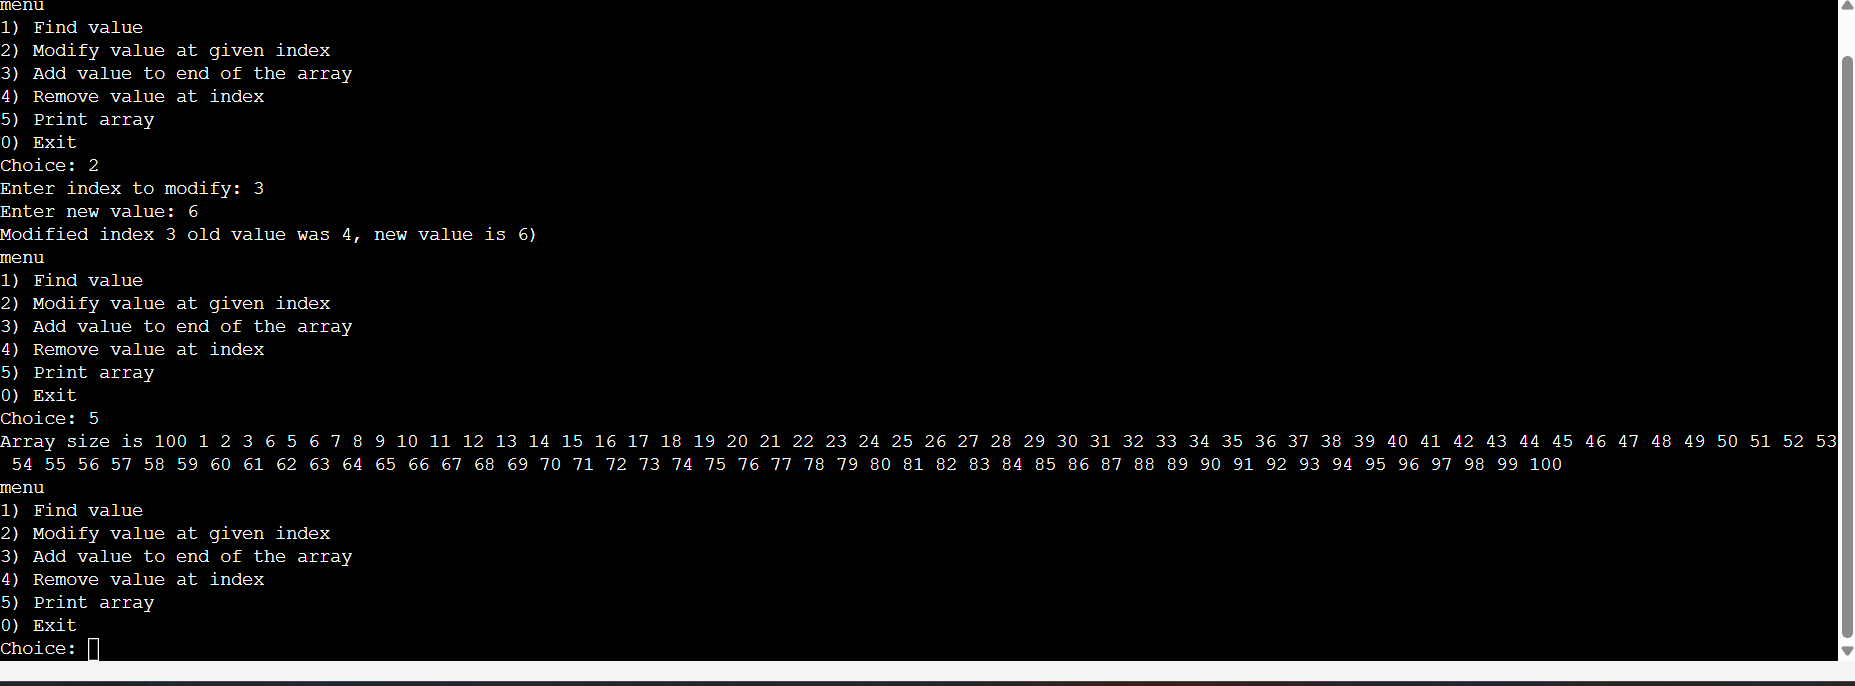 menu
1) Find value
2) Modify value at given index
3) Add value to end of the array
4) Remove value at index
5) Print array
0) Exit
Choice: 2
Enter index to modify: 3
Enter new value: 6
Modified index 3 old value was 4, new value is 6)
menu
1) Find value
2) Modify value at given index
3) Add value to end of the array
4) Remove value at index
5) Print array
0) Exit
Choice: 5
Array size is 100 1 2 3 6 5 6 7 8 9 10 11 12 13 14 15 16 17 18 19 20 21 22 23 24 25 26 27 28 29 30 31 32 33 34 35 36 37 38 39 40 41 42 43 44 45 46 47 48 49 50 51 52 53
54 55 56 57 58 59 60 61 62 63 64 65 66 67 68 69 70 71 72 73 74 75 76 77 78 79 80 81 82 83 84 85 86 87 88 89 90 91 92 93 94 95 96 97 98 99 100
menu
1) Find value
2) Modify value at given index
3) Add value to end of the array
4) Remove value at index
5) Print array
0) Exit
Choice: